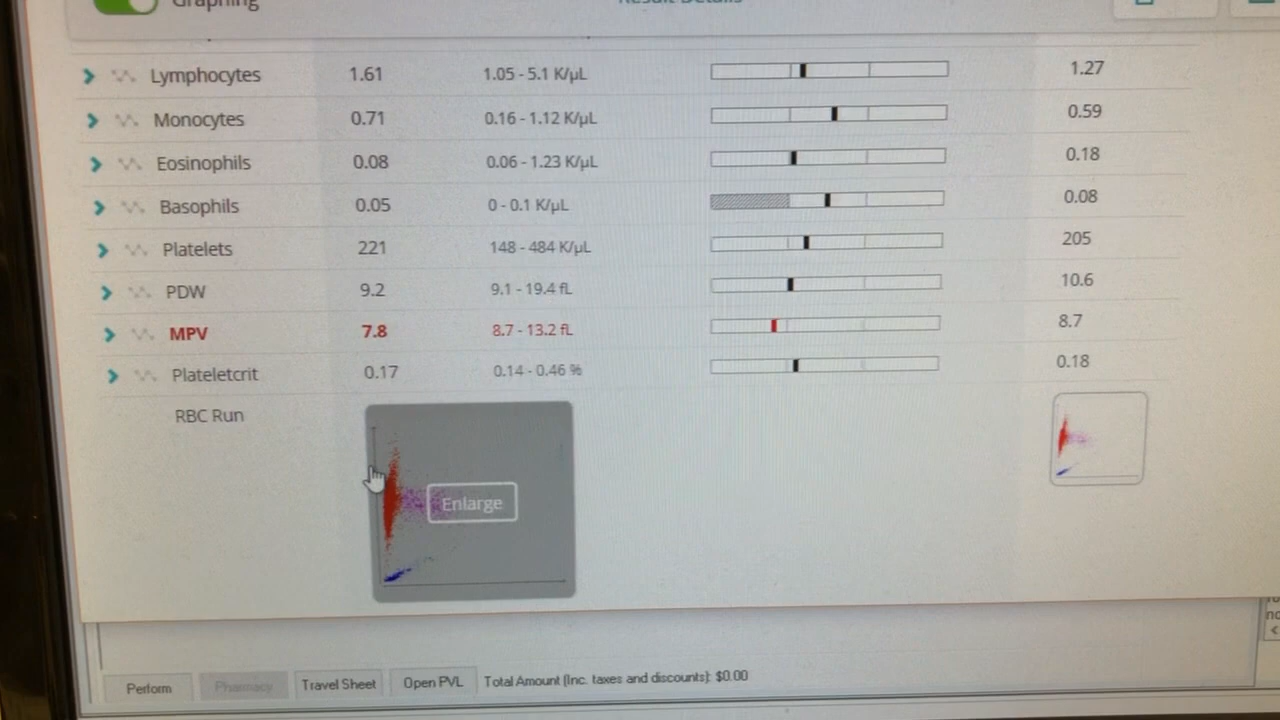 Graphing Result Details
Lymphocytes 1.61 1.05 - 5.1 K/µL 1.27
Monocytes 0.71 0.16 - 1.12 K/µL 0.59
Eosinophils 0.08 0.06 - 1.23 K/µL 0.18
Basophils 0.05 0 - 0.1 K/µL 0.08
Platelets 221 148 - 484 K/µL 205
PDW 9.2 9.1 - 19.4 fL 10.6
MPV 7.8 8.7 - 13.2 fL 8.7
Plateletcrit 0.17 0.14 - 0.46 % 0.18
RBC Run
Enlarge
Perform Pharmacy Travel Sheet Open PVL Total Amount (Inc. taxes and discounts): $0.00